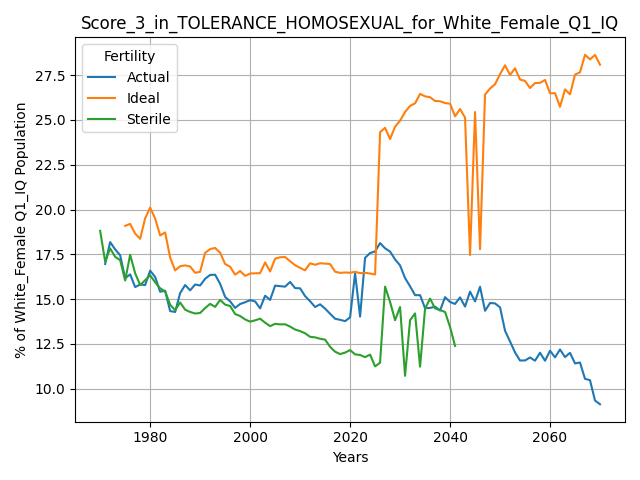 Score_3_in_TOLERANCE_HOMOSEXUAL_for_White_Female_Q1_IQ
Fertility
Actual
Ideal
Sterile
% of White_Female Q1_IQ Population
27.5
25.0
22.5
20.0
17.5
15.0
12.5
10.0
1980
2000
2020
2040
2060
Years